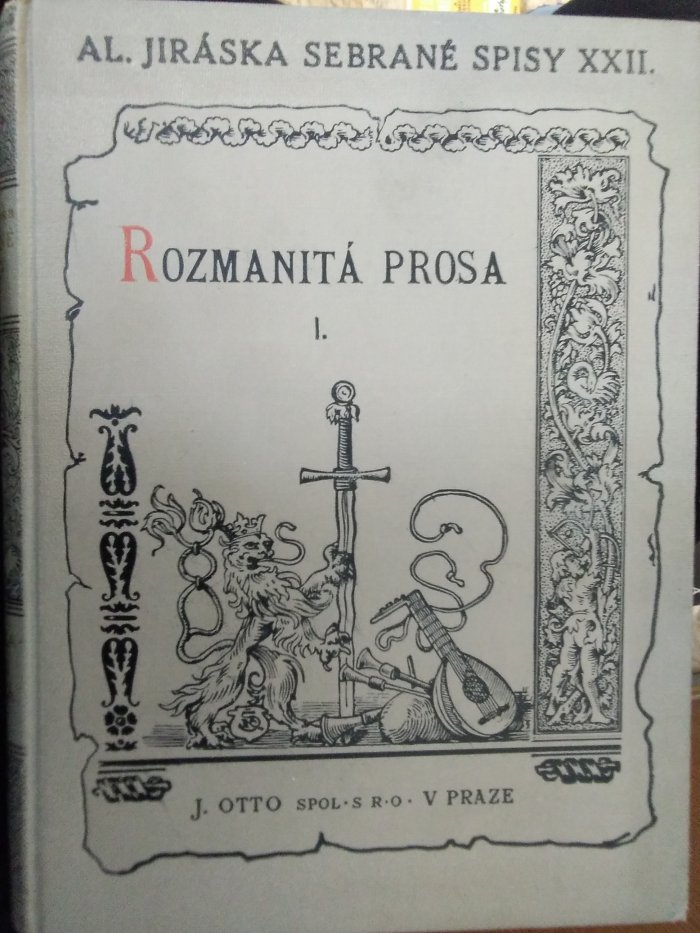 AL. JIRÁSKA SEBRANÉ SPISY XXII.
ROZMANITÁ PROSA
I.
J. OTTO SPOL·S R·O· V PRAZE